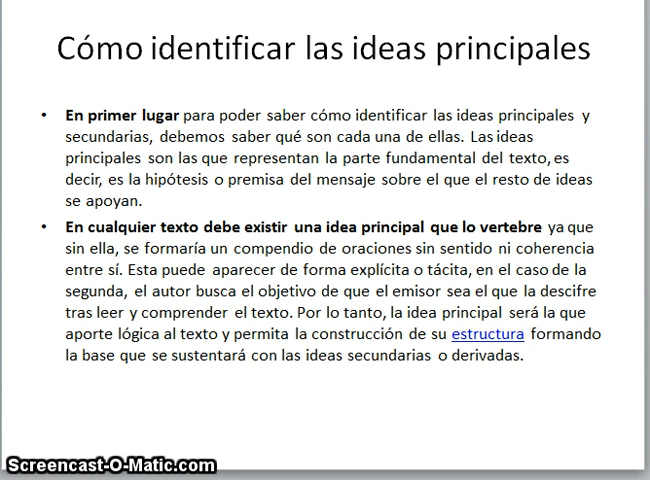 Cómo identificar las ideas principales
• En primer lugar para poder saber cómo identificar las ideas principales y
secundarias, debemos saber qué son cada una de ellas. Las ideas
principales son las que representan la parte fundamental del texto, es
decir, es la hipótesis o premisa del mensaje sobre el que el resto de ideas
se apoyan.
• En cualquier texto debe existir una idea principal que lo vertebre ya que
sin ella, se formaría un compendio de oraciones sin sentido ni coherencia
entre sí. Esta puede aparecer de forma explícita o tácita, en el caso de la
segunda, el autor busca el objetivo de que el emisor sea el que la descifre
tras leer y comprender el texto. Por lo tanto, la idea principal será la que
aporte lógica al texto y permita la construcción de su estructura formando
la base que se sustentará con las ideas secundarias o derivadas.
Screencast-O-Matic.com